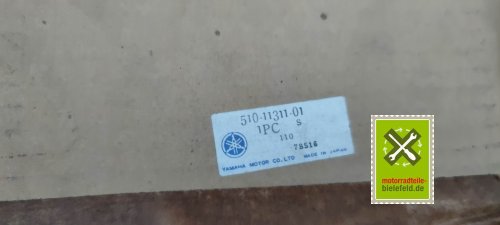 510-11311-01
1PC S
110
78516
YAMAHA MOTOR CO.,LTD MADE IN JAPAN
motorradteile-
bielefeld.de